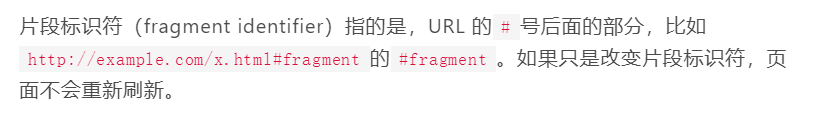 片段标识符（fragment identifier）指的是，URL 的 # 号后面的部分，比如
http://example.com/x.html#fragment 的 #fragment 。如果只是改变片段标识符，页
面不会重新刷新。